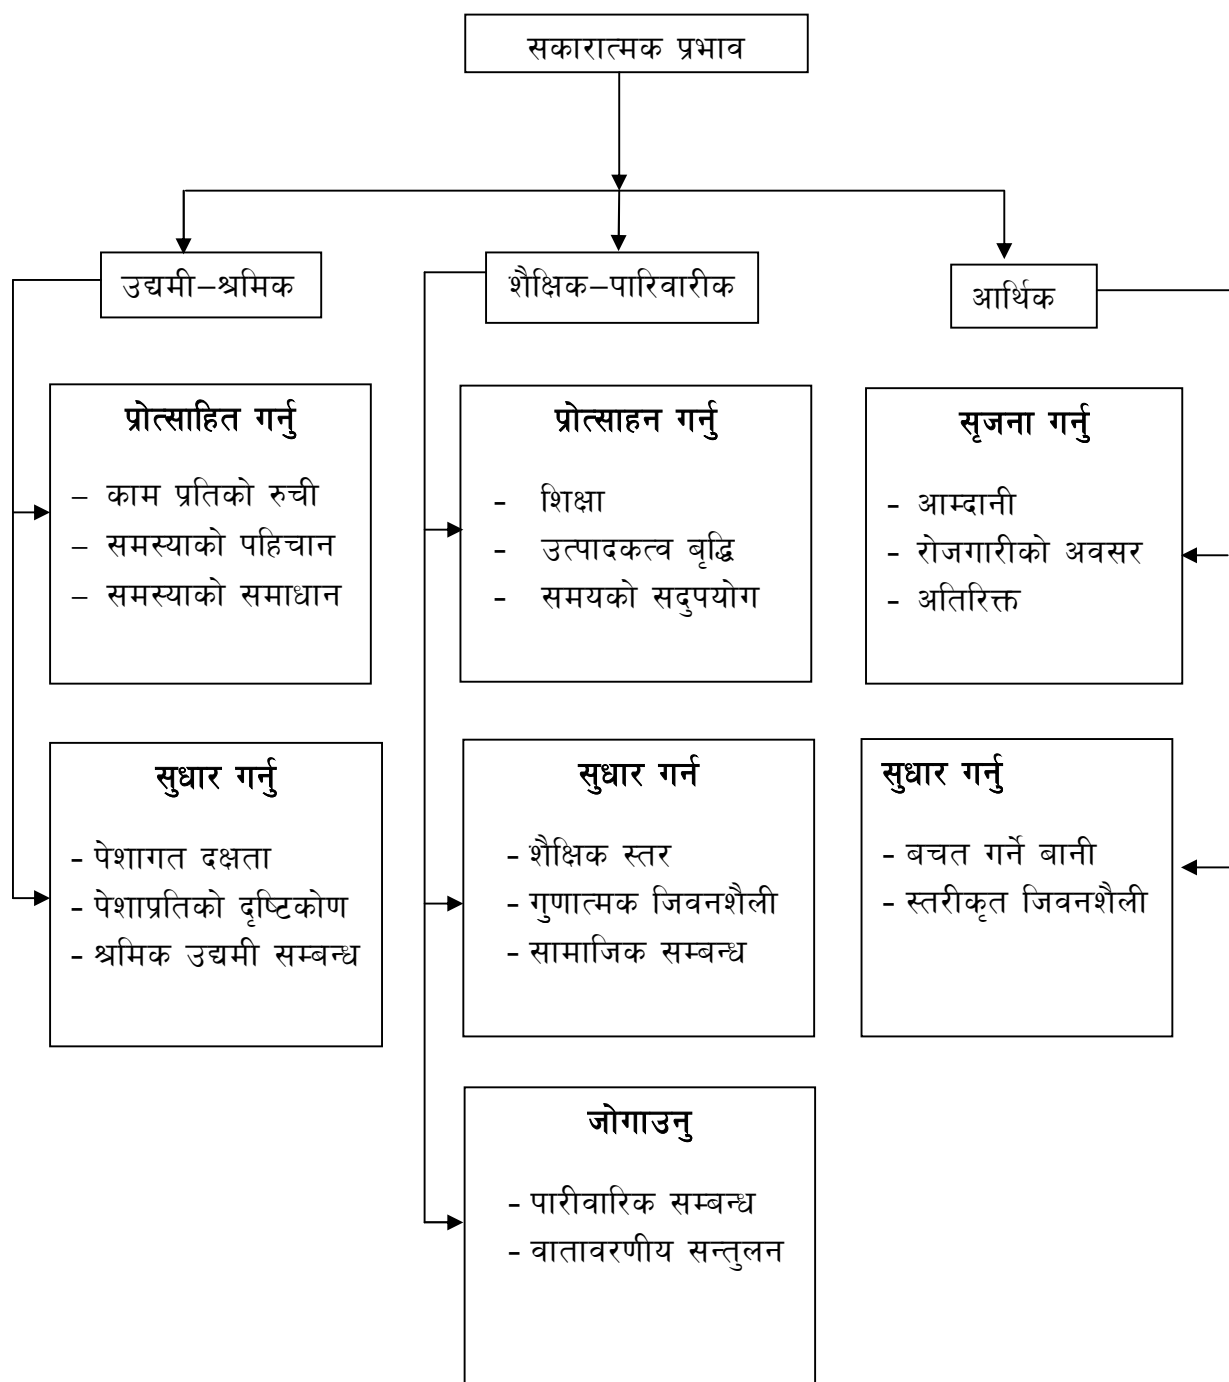 सकारात्मक प्रभाव
उद्यमी–श्रमिक
शैक्षिक–पारिवारीक
आर्थिक
प्रोत्साहित गर्नु
– काम प्रतिको रुची
– समस्याको पहिचान
– समस्याको समाधान
प्रोत्साहन गर्नु
- शिक्षा
- उत्पादकत्व बृद्धि
- समयको सदुपयोग
सृजना गर्नु
- आम्दानी
- रोजगारीको अवसर
- अतिरिक्त
सुधार गर्नु
- पेशागत दक्षता
- पेशाप्रतिको दृष्टिकोण
- श्रमिक उद्यमी सम्बन्ध
सुधार गर्न
- शैक्षिक स्तर
- गुणात्मक जिवनशैली
- सामाजिक सम्बन्ध
सुधार गर्नु
- बचत गर्ने बानी
- स्तरीकृत जिवनशैली
जोगाउनु
- पारीवारिक सम्बन्ध
- वातावरणीय सन्तुलन